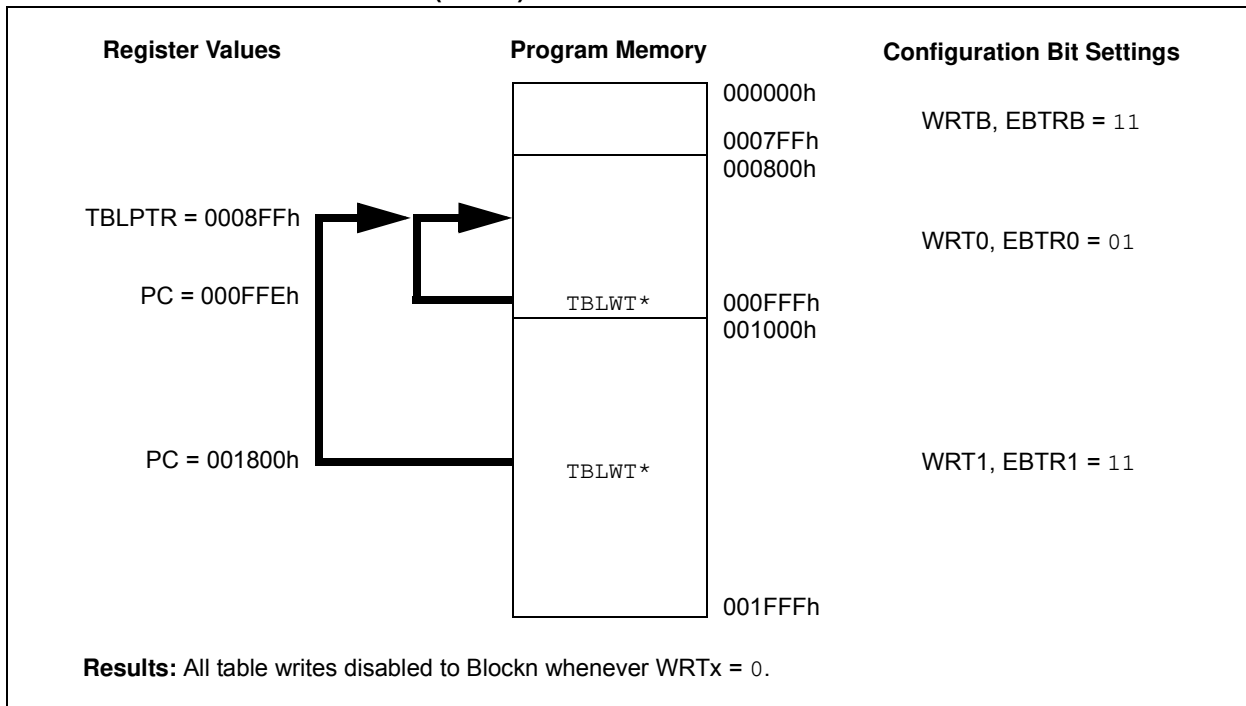 Register Values Program Memory Configuration Bit Settings
000000h
WRTB, EBTRB = 11
0007FFh
000800h
TBLPTR = 0008FFh
WRT0, EBTR0 = 01
PC = 000FFEh TBLWT* 000FFFh
001000h
PC = 001800h TBLWT* WRT1, EBTR1 = 11
001FFFh
Results: All table writes disabled to Blockn whenever WRTx = 0.